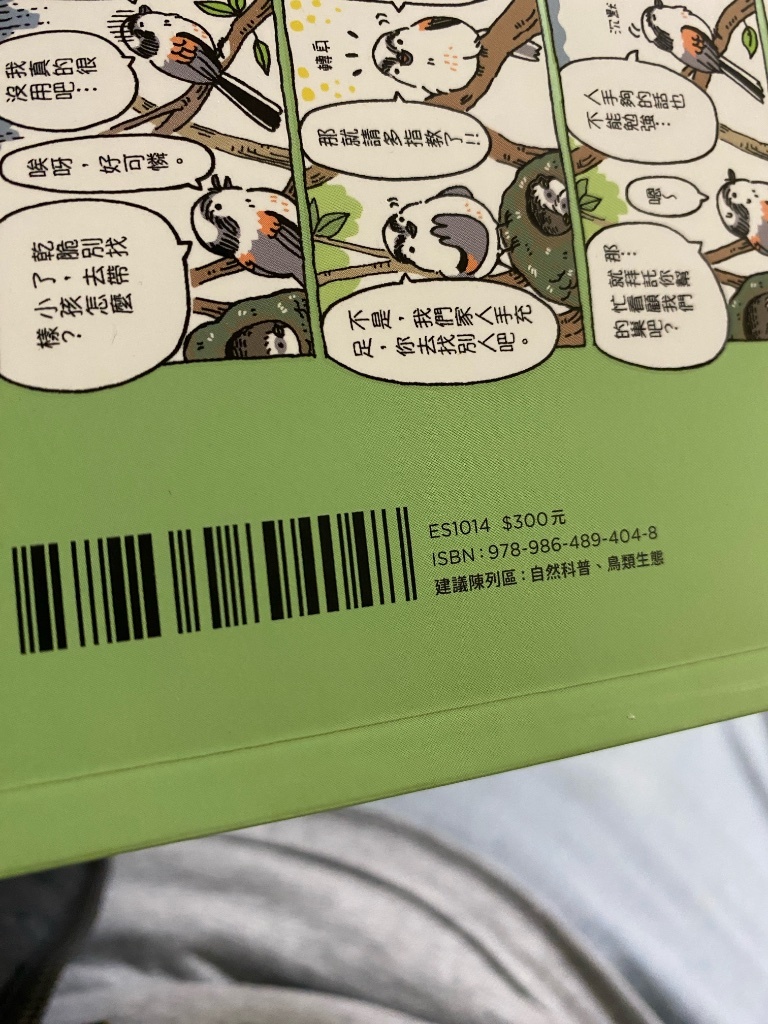 我真的很
沒用吧…
唉呀，好可憐。
乾脆別找
了，去帶
小孩怎麼
樣？
轉身
那就請多指教了!!
不是，我們家人手充
足，你去找別人吧。
沉默
人手夠的話也
不能勉強…
嗯～
那…
就拜託你幫
忙看顧我們
的巢吧？
ES1014 $300元
ISBN：978-986-489-404-8
建議陳列區：自然科普、鳥類生態